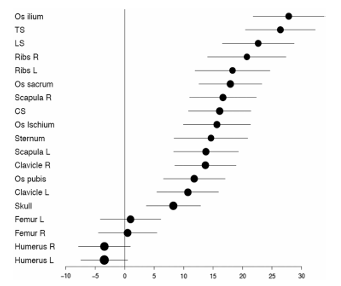 Os ilium
TS
LS
Ribs R
Ribs L
Os sacrum
Scapula R
CS
Os Ischium
Sternum
Scapula L
Clavicle R
Os pubis
Clavicle L
Skull
Femur L
Femur R
Humerus R
Humerus L
−10 −5 0 5 10 15 20 25 30